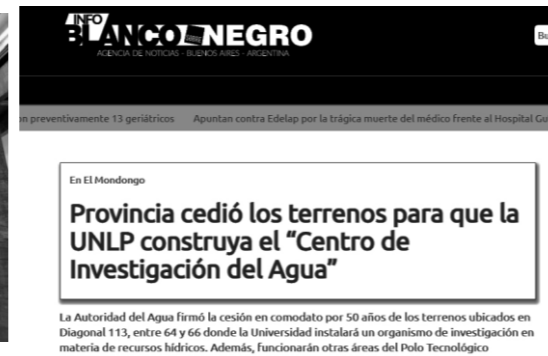 INFO
BLANCO NEGRO
AGENCIA DE NOTICIAS - BUENOS AIRES - ARGENTINA
Bu
on preventivamente 13 geriátricos Apuntan contra Edelap por la trágica muerte del médico frente al Hospital Gu
En El Mondongo
Provincia cedió los terrenos para que la
UNLP construya el “Centro de
Investigación del Agua”
La Autoridad del Agua firmó la cesión en comodato por 50 años de los terrenos ubicados en
Diagonal 113, entre 64 y 66 donde la Universidad instalará un organismo de investigación en
materia de recursos hídricos. Además, funcionarán otras áreas del Polo Tecnológico